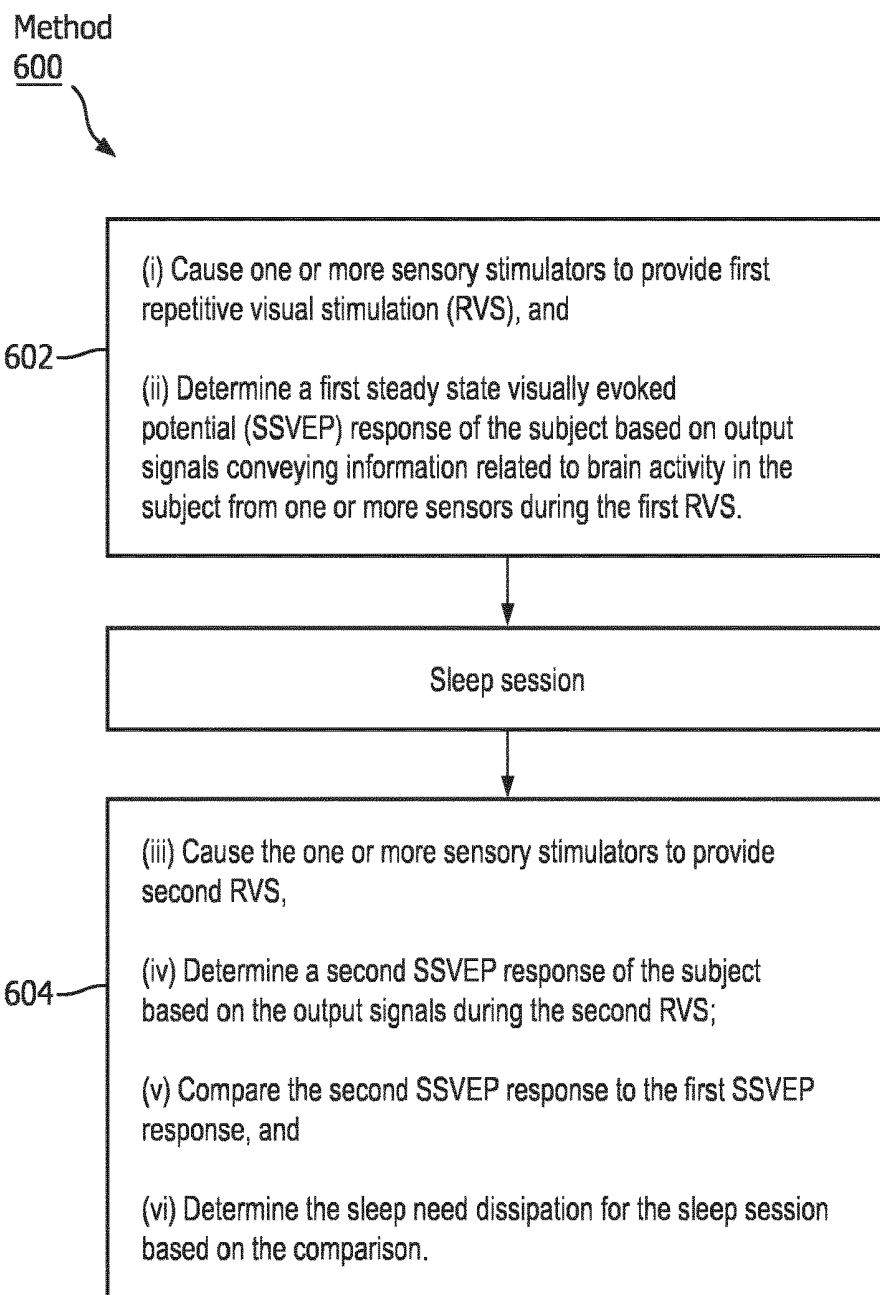 Method
600
(i) Cause one or more sensory stimulators to provide first
repetitive visual stimulation (RVS), and
602
(ii) Determine a first steady state visually evoked
potential (SSVEP) response of the subject based on output
signals conveying information related to brain activity in the
subject from one or more sensors during the first RVS.
Sleep session
(iii) Cause the one or more sensory stimulators to provide
second RVS,
(iv) Determine a second SSVEP response of the subject
604
based on the output signals during the second RVS;
(v) Compare the second SSVEP response to the first SSVEP
response, and
(vi) Determine the sleep need dissipation for the sleep session
based on the comparison.